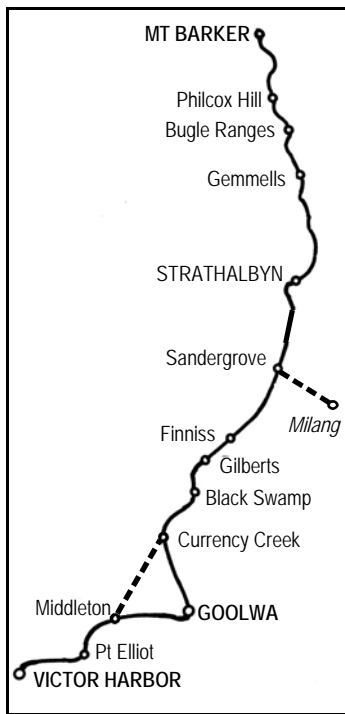 MT BARKER
Philcox Hill
Bugle Ranges
Gemmells
STRATHALBYN
Sandergrove
Milang
Finniss
Gilberts
Black Swamp
Currency Creek
Middleton
GOOLWA
Pt Elliot
VICTOR HARBOR